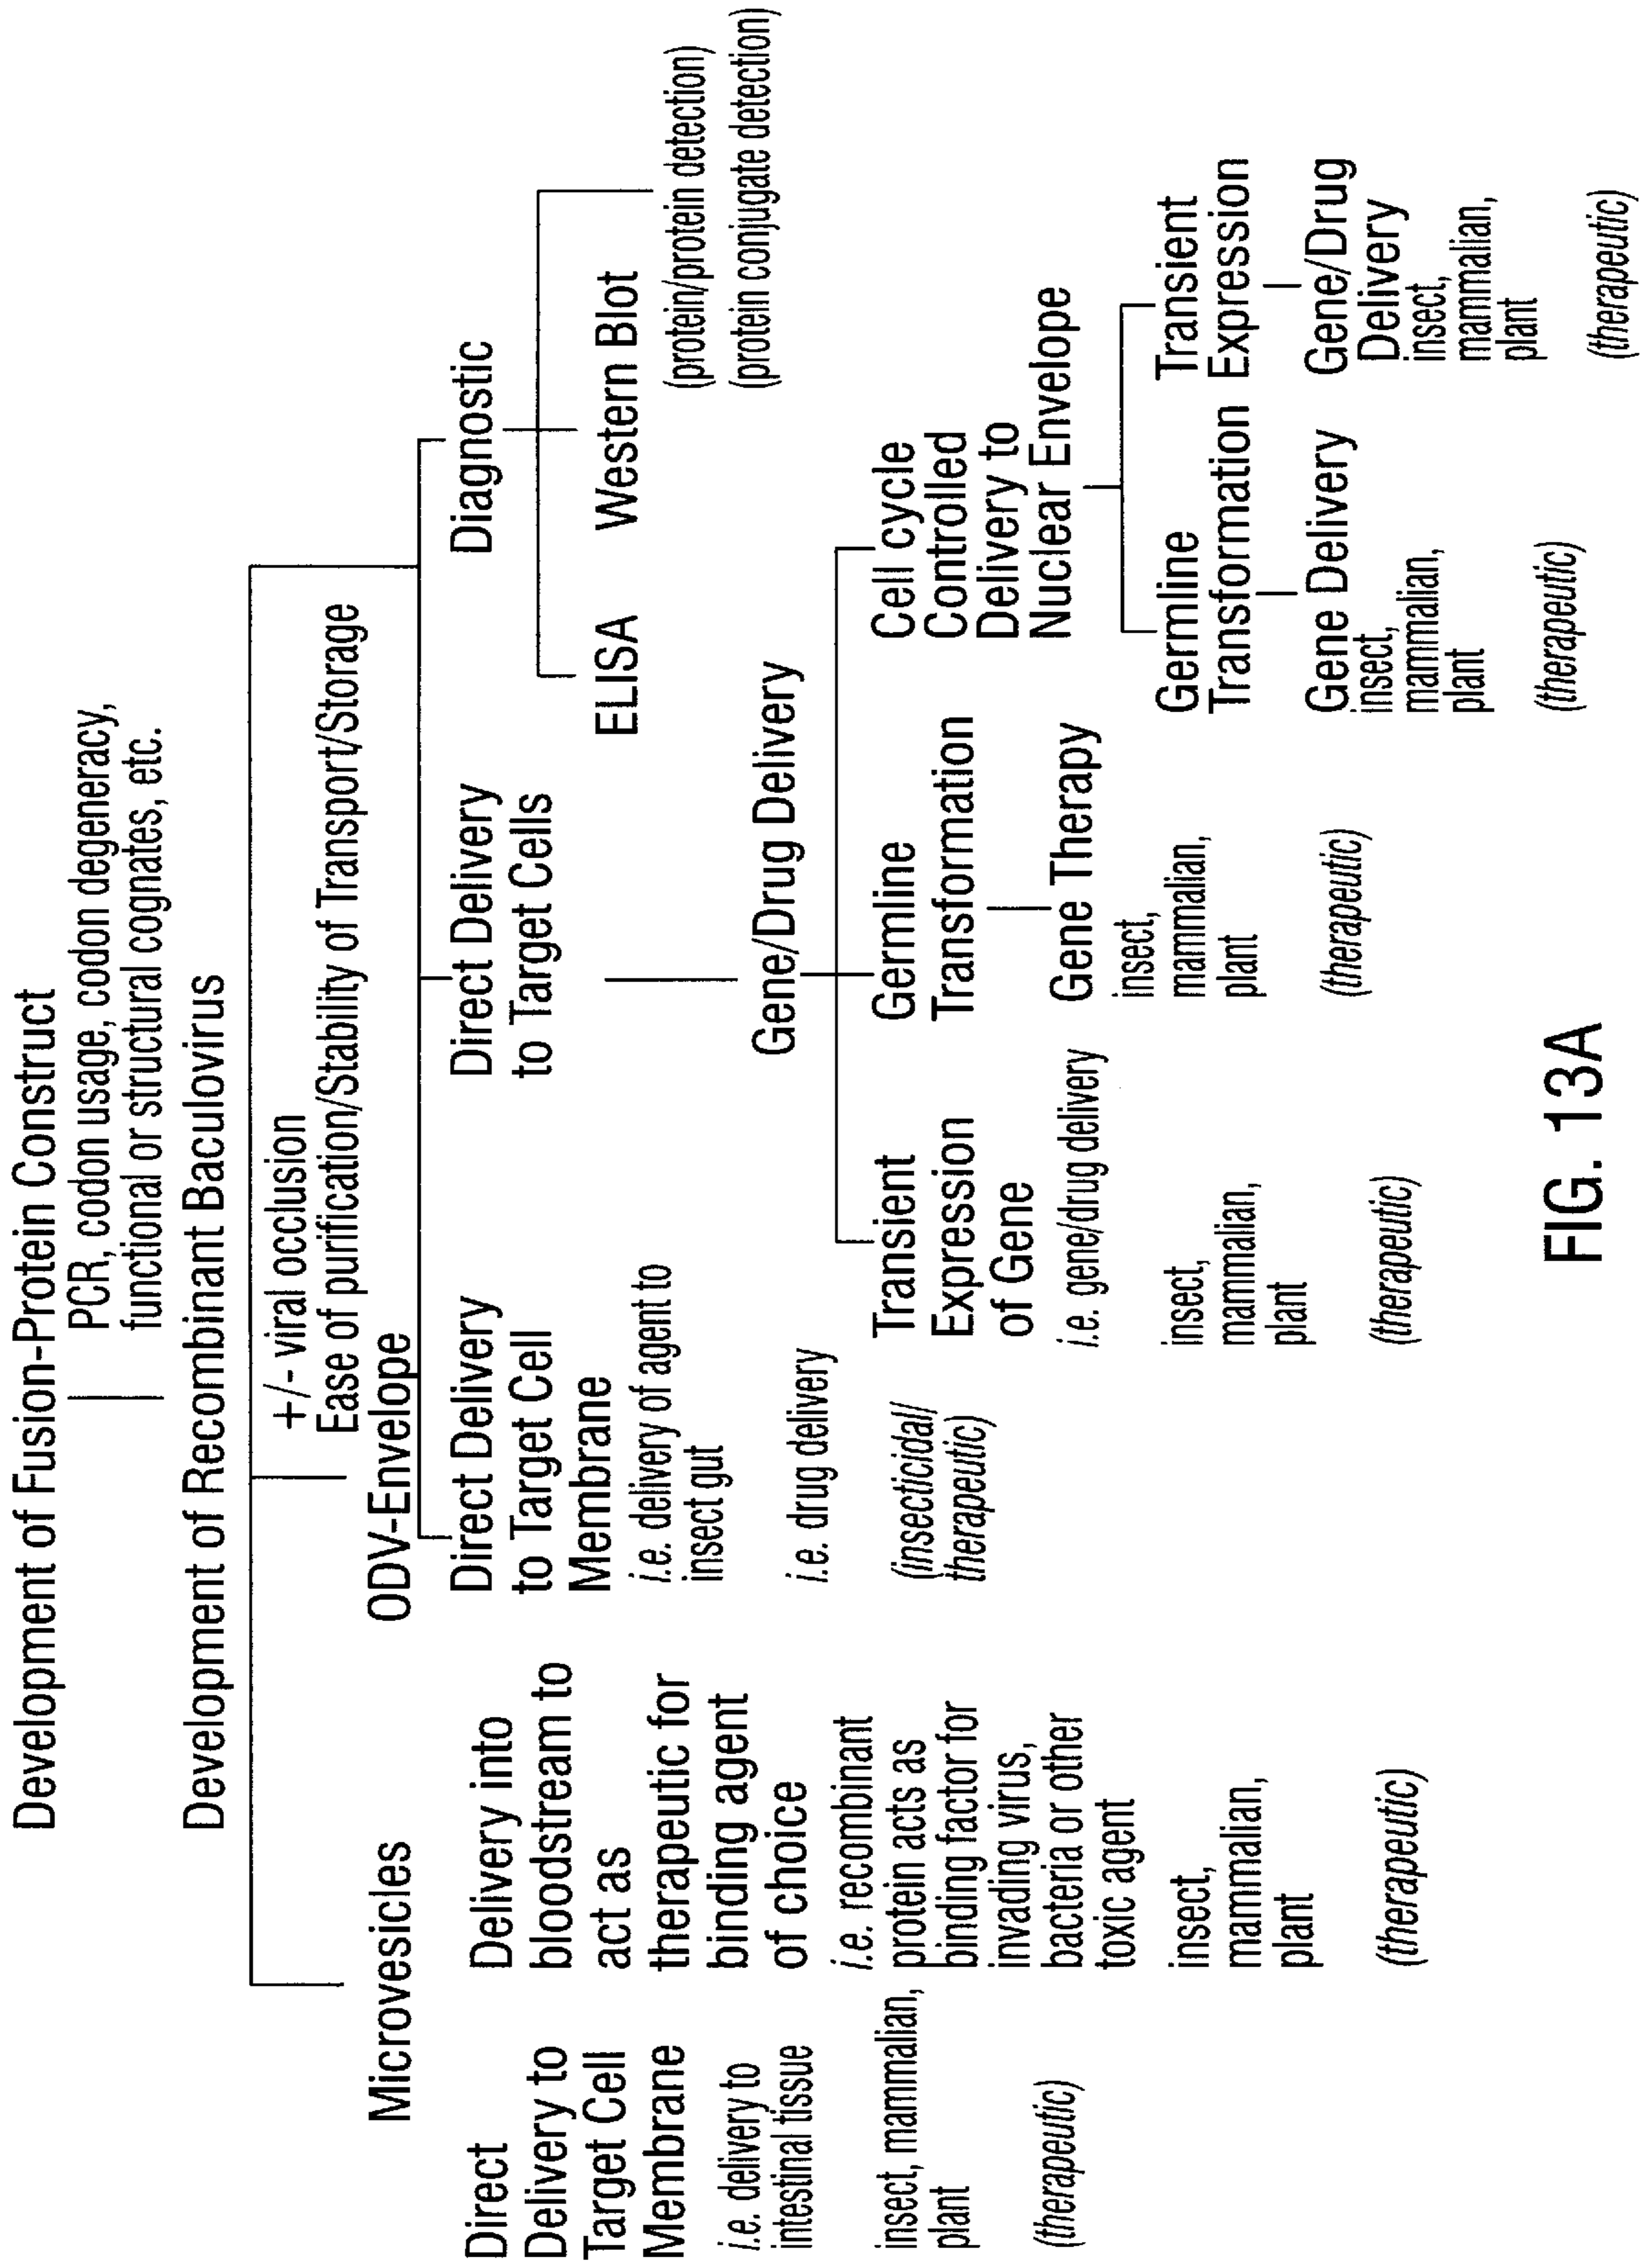 Development of Fusion-Protein Construct
PCR, codon usage, codon degeneracy,
functional or structural cognates, etc.
Development of Recombinant Baculovirus
+/- viral occlusion
Ease of purification/Stability of Transport/Storage
Microvesicles
ODV-Envelope
Direct
Delivery to
Target Cell
Membrane
i.e. delivery to
intestinal tissue
insect, mammalian,
plant
(therapeutic)
Delivery into
bloodstream to
act as
therapeutic for
binding agent
of choice
i.e. recombinant
protein acts as
binding factor for
invading virus,
bacteria or other
toxic agent
insect,
mammalian,
plant
(therapeutic)
Direct Delivery
to Target Cell
Membrane
i.e. delivery of agent to
insect gut
i.e. drug delivery
(insecticidal/
therapeutic)
Direct Delivery
to Target Cells
Gene/Drug Delivery
Transient
Expression
of Gene
i.e. gene/drug delivery
insect,
mammalian,
plant
(therapeutic)
Germline
Transformation
Gene Therapy
insect,
mammalian,
plant
(therapeutic)
Cell cycle
Controlled
Delivery to
Nuclear Envelope
Germline
Transformation
Gene Delivery
insect,
mammalian,
plant
(therapeutic)
Transient
Expression
Gene/Drug
Delivery
insect,
mammalian,
plant
(therapeutic)
Diagnostic
ELISA
Western Blot
(protein/protein detection)
(protein conjugate detection)
FIG. 13A